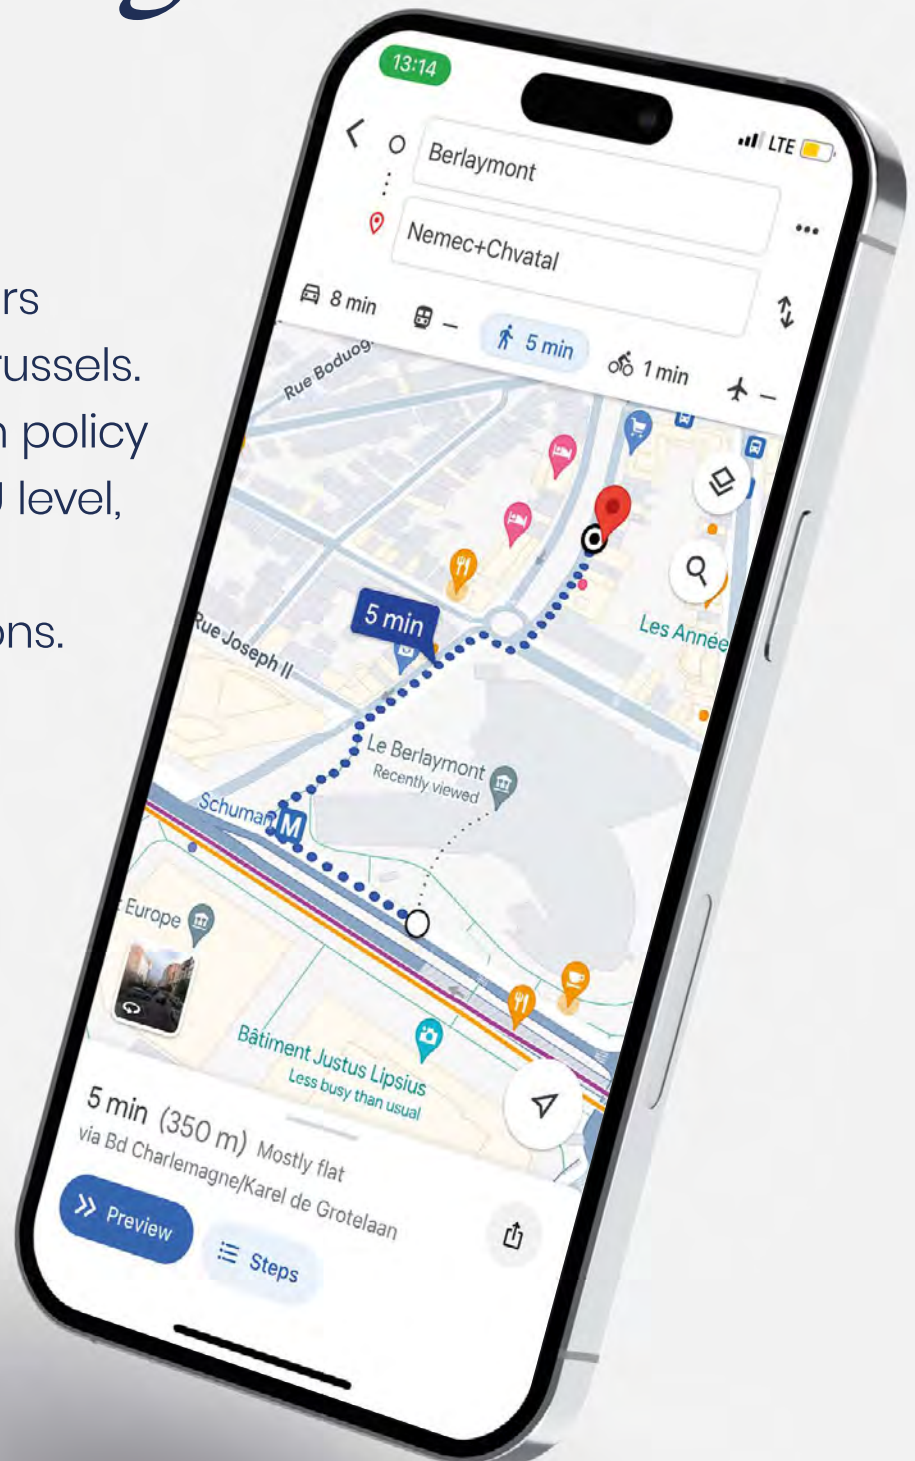 g
rs
russels.
n policy
J level,
ons.
13:14
LTE
Berlaymont
Nemec+Chvatal
8 min
–
5 min
1 min
–
Rue Boduog
5 min
Les Année
Rue Joseph II
Le Berlaymont
Recently viewed
Schuman
M
Europe
Bâtiment Justus Lipsius
Less busy than usual
5 min (350 m) Mostly flat
via Bd Charlemagne/Karel de Grotelaan
Preview
Steps